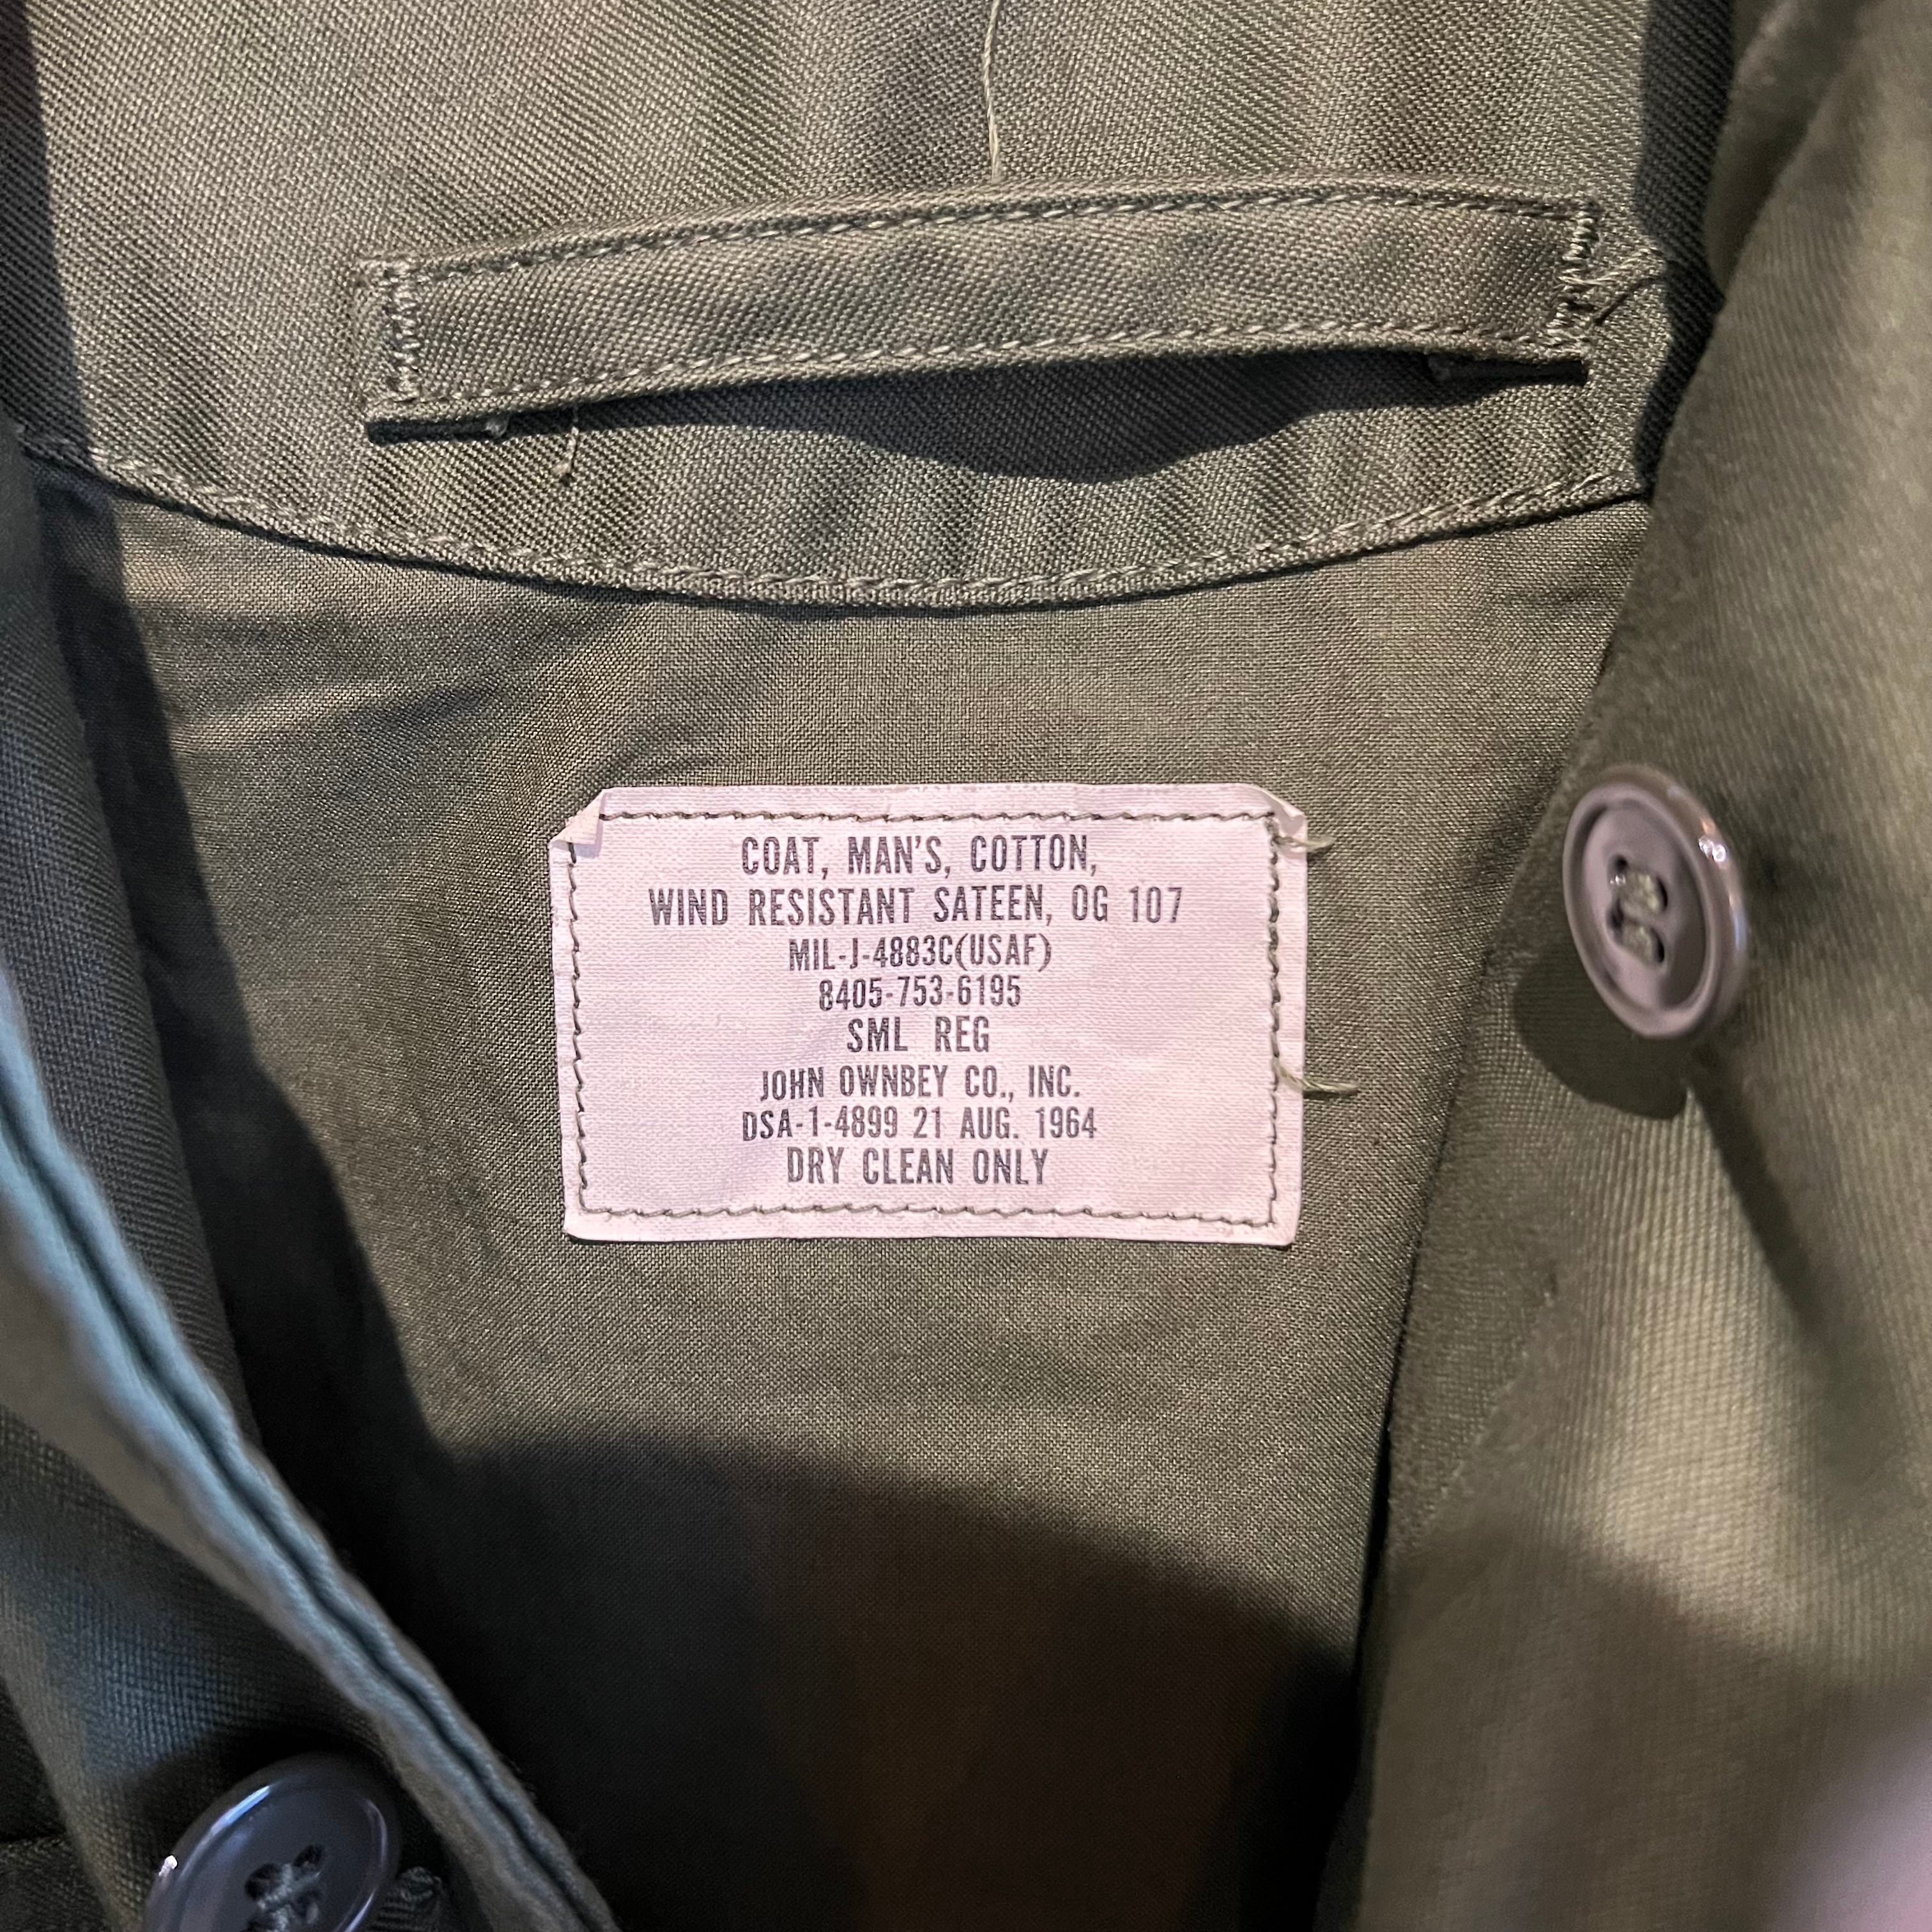 COAT, MAN'S, COTTON,
WIND RESISTANT SATEEN, OG 107
MIL-J-4883C(USAF)
8405-753-6195
SML REG
JOHN OWNBEY CO., INC.
DSA-1-4899 21 AUG. 1964
DRY CLEAN ONLY